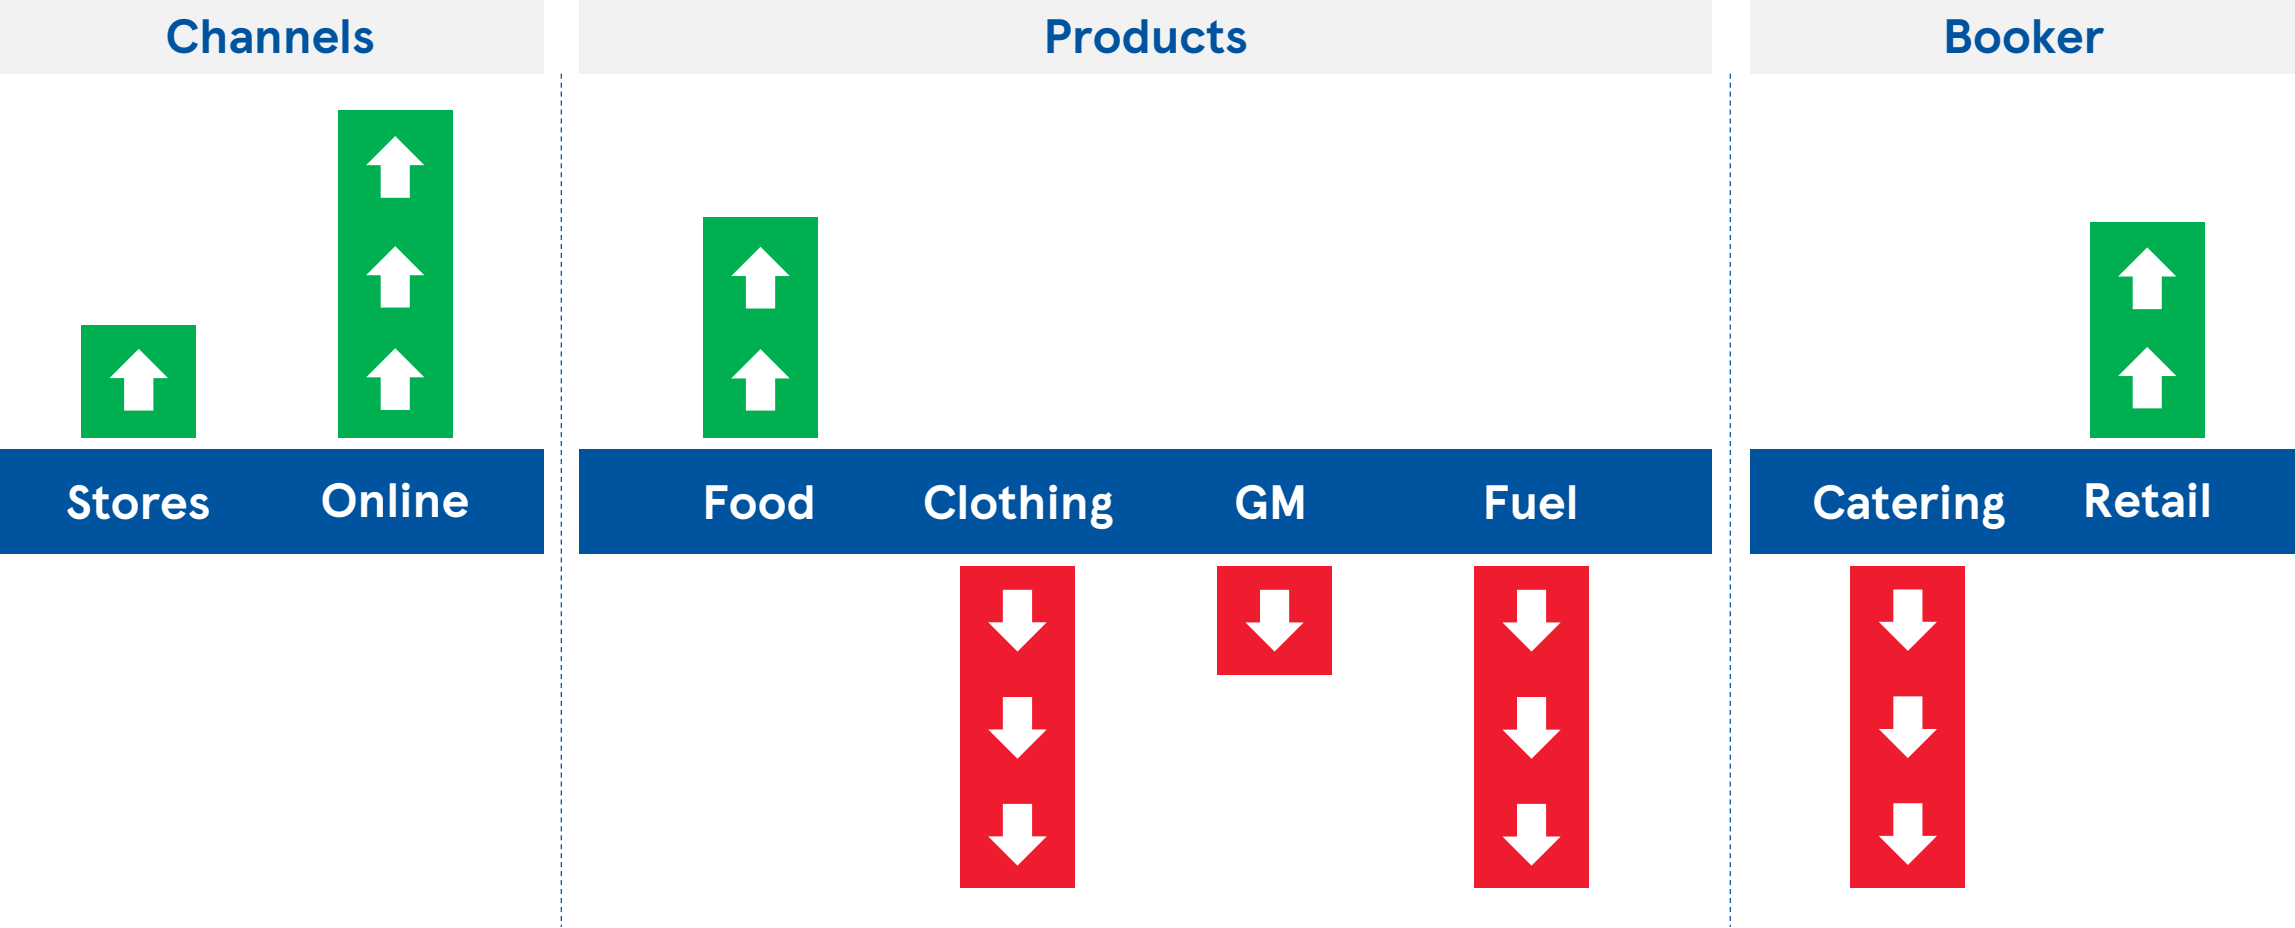 Channels
Products
Booker
Stores
Online
Food
Clothing
GM
Fuel
Catering
Retail